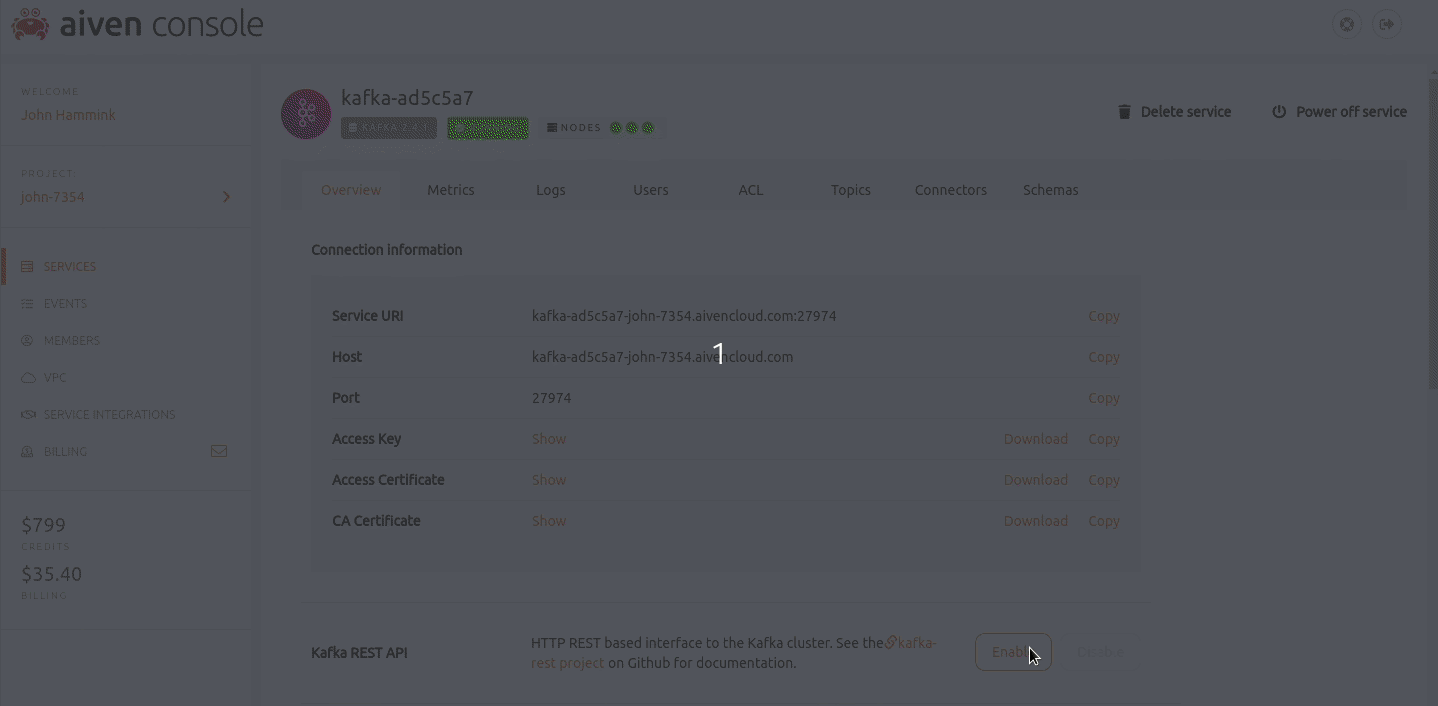 aiven console
WELCOME
John Hammink
PROJECT
john-7354
SERVICES
EVENTS
MEMBERS
VPC
SERVICE INTEGRATIONS
BILLING
$799
CREDITS
$35.40
BILLING
kafka-ad5c5a7
KAFKA 2.4.1
NODES
Delete service
Power off service
Overview Metrics Logs Users ACL Topics Connectors Schemas
Connection information
Service URI kafka-ad5c5a7-john-7354.aivencloud.com:27974 Copy
Host kafka-ad5c5a7-john-7354.aivencloud.com Copy
1
Port 27974 Copy
Access Key Show Download Copy
Access Certificate Show Download Copy
CA Certificate Show Download Copy
Kafka REST API
HTTP REST based interface to the Kafka cluster. See the kafka-
rest project on Github for documentation.
Enable Disable